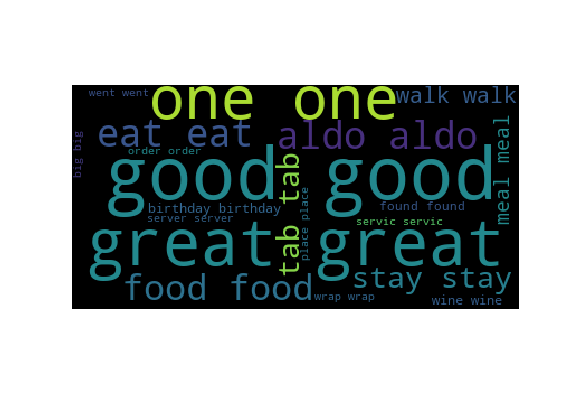 went went
one one
walk walk
eat eat
aldo aldo
big big
order order
good good
meal meal
tab tab
birthday birthday
place place
found found
server server
servic servic
great great
stay stay
food food
wrap wrap
wine wine